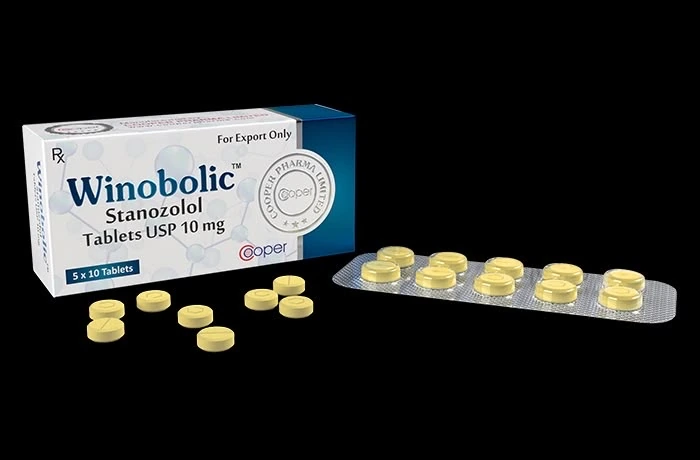 Rx
For Export Only
Winobolic™
Stanozolol
Tablets USP 10 mg
5 x 10 Tablets
Cooper
COOPER PHARMA LIMITED
Cooper